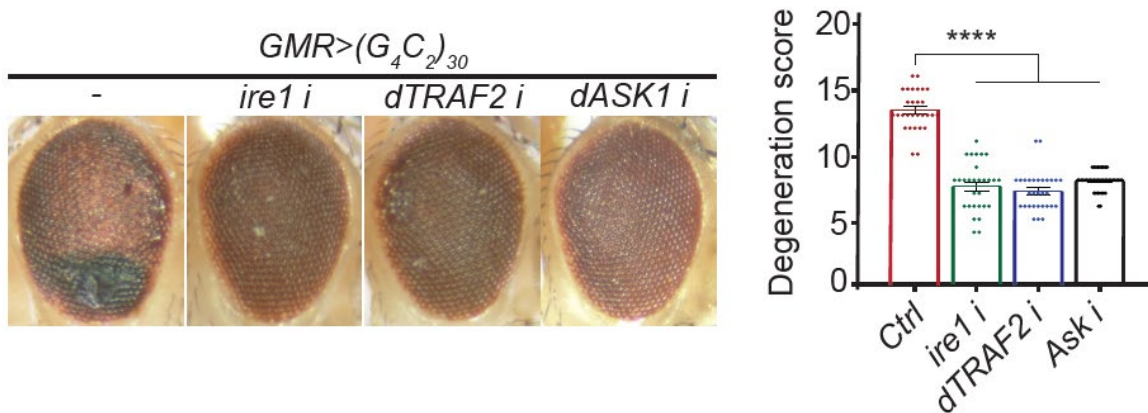 GMR>(G4C2)30
- ire1 i dTRAF2 i dASK1 i
Degeneration score
20
15
10
5
0
****
Ctrl
ire1 i
dTRAF2 i
Ask i